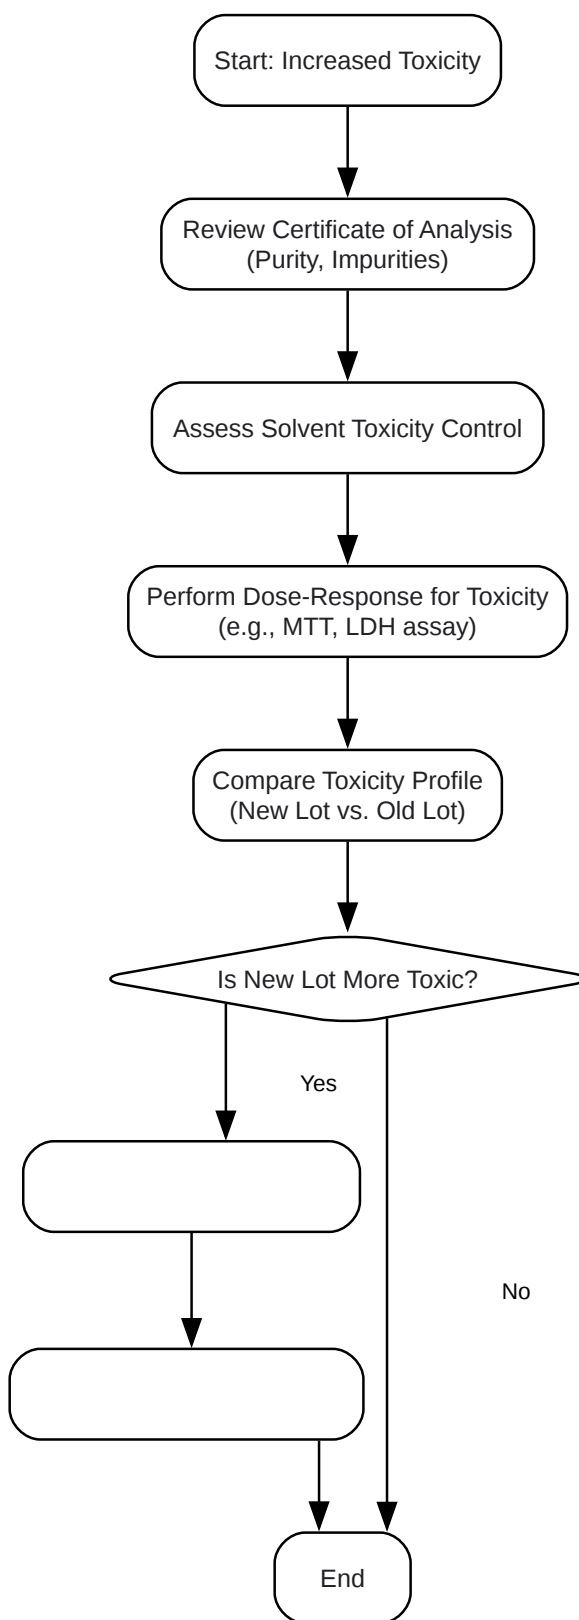 Start: Increased Toxicity
Review Certificate of Analysis
(Purity, Impurities)
Assess Solvent Toxicity Control
Perform Dose-Response for Toxicity
(e.g., MTT, LDH assay)
Compare Toxicity Profile
(New Lot vs. Old Lot)
Is New Lot More Toxic?
Yes
No
End